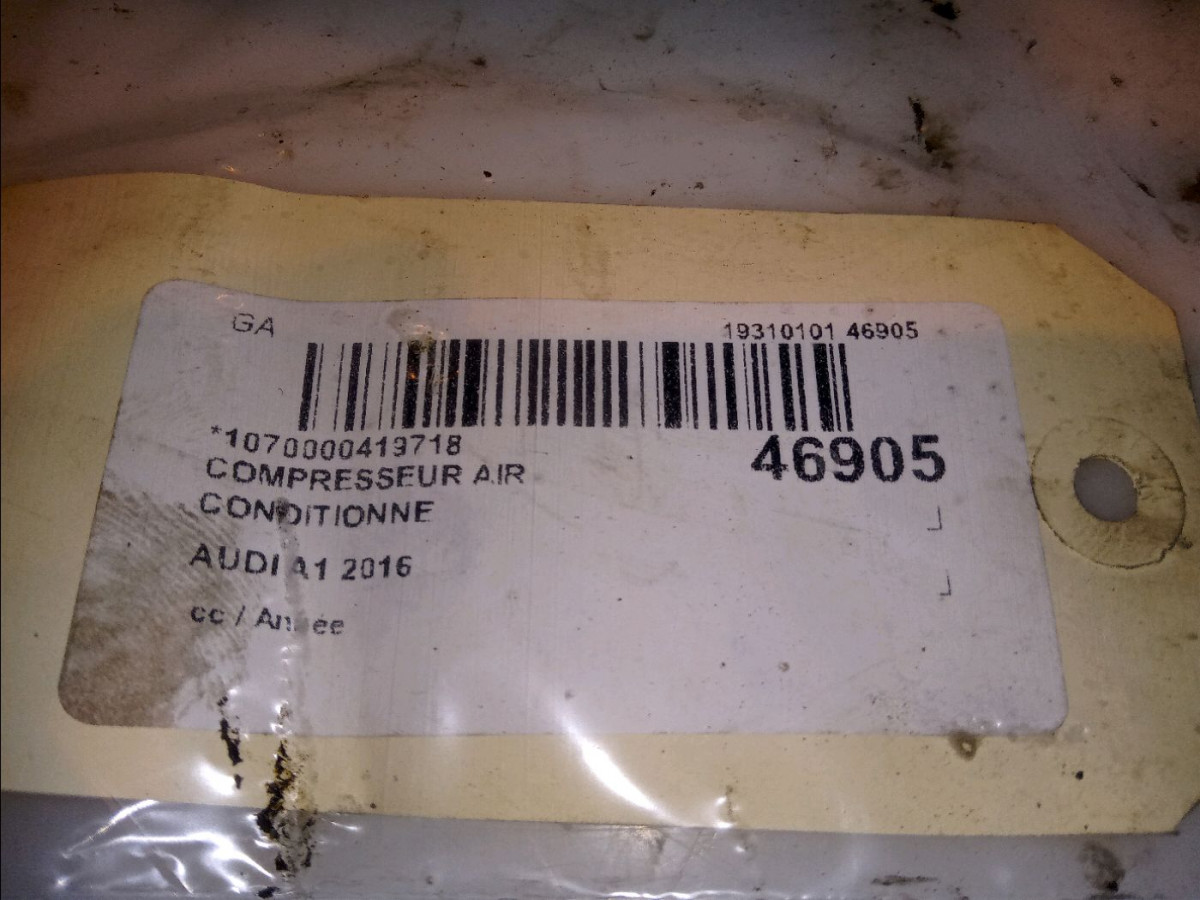 GA 19310101 46905
*1070000419718 46905
COMPRESSEUR AIR
CONDITIONNE
AUDI A1 2016
cc / Année